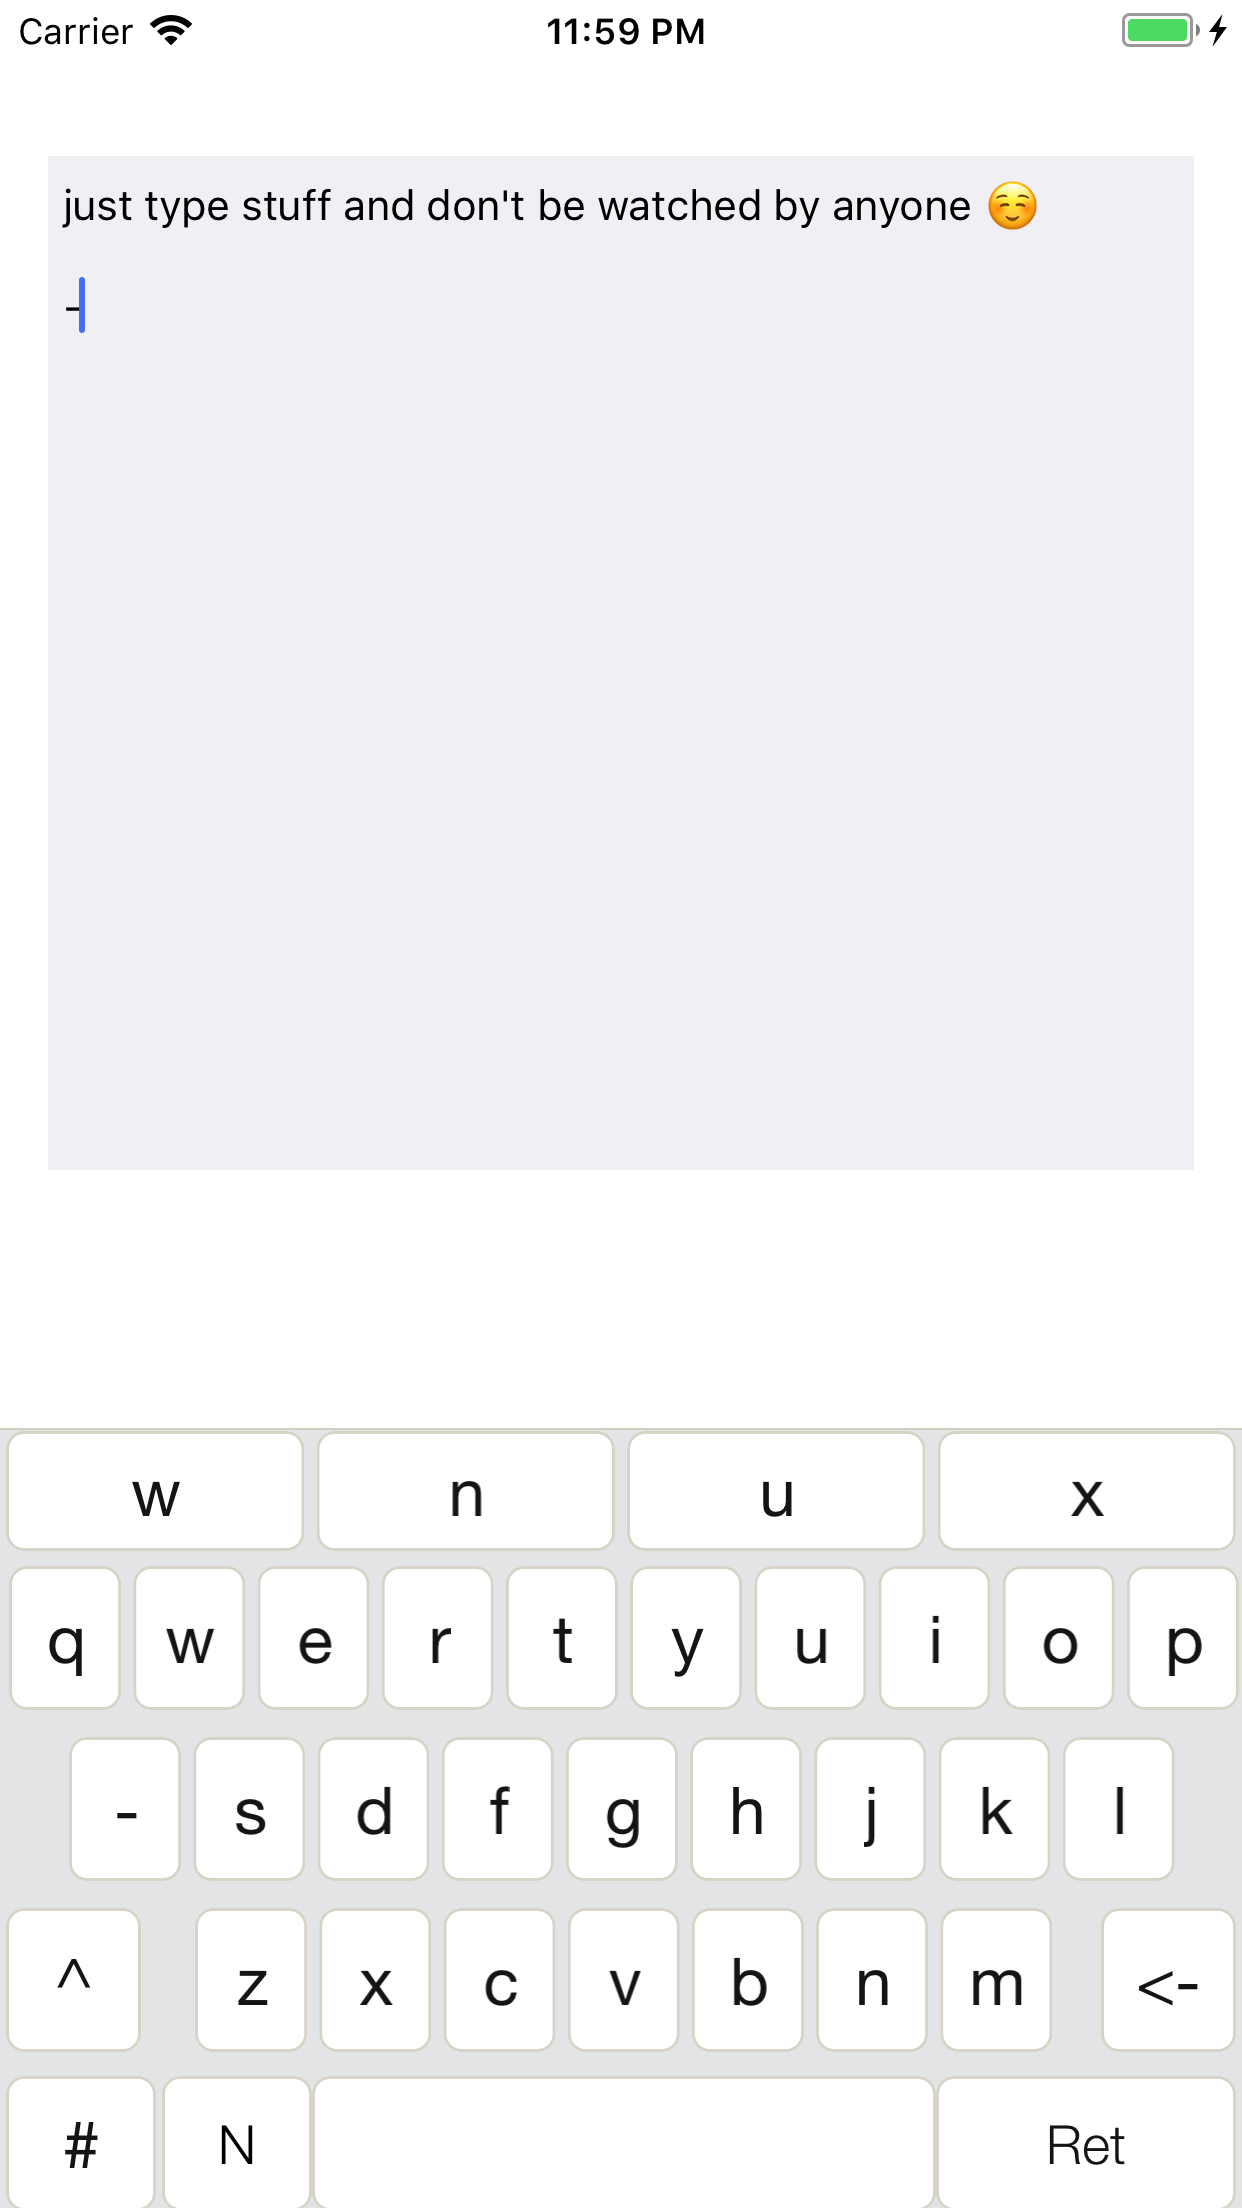 Carrier 11:59 PM
just type stuff and don't be watched by anyone ☺️
-
w n u x
q w e r t y u i o p
- s d f g h j k l
^ z x c v b n m <-
# N Ret